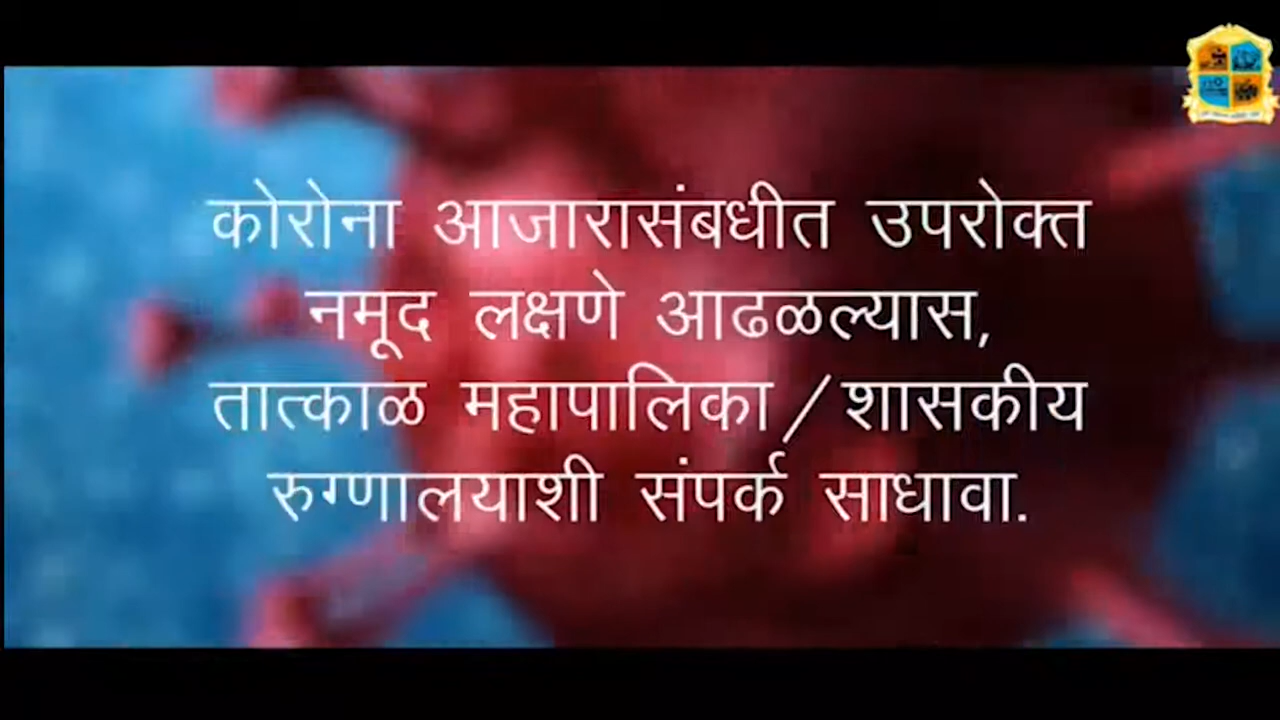 कोरोना आजारासंबधीत उपरोक्त
नमूद लक्षणे आढळल्यास,
तात्काळ महापालिका/शासकीय
रुग्णालयाशी संपर्क साधावा.